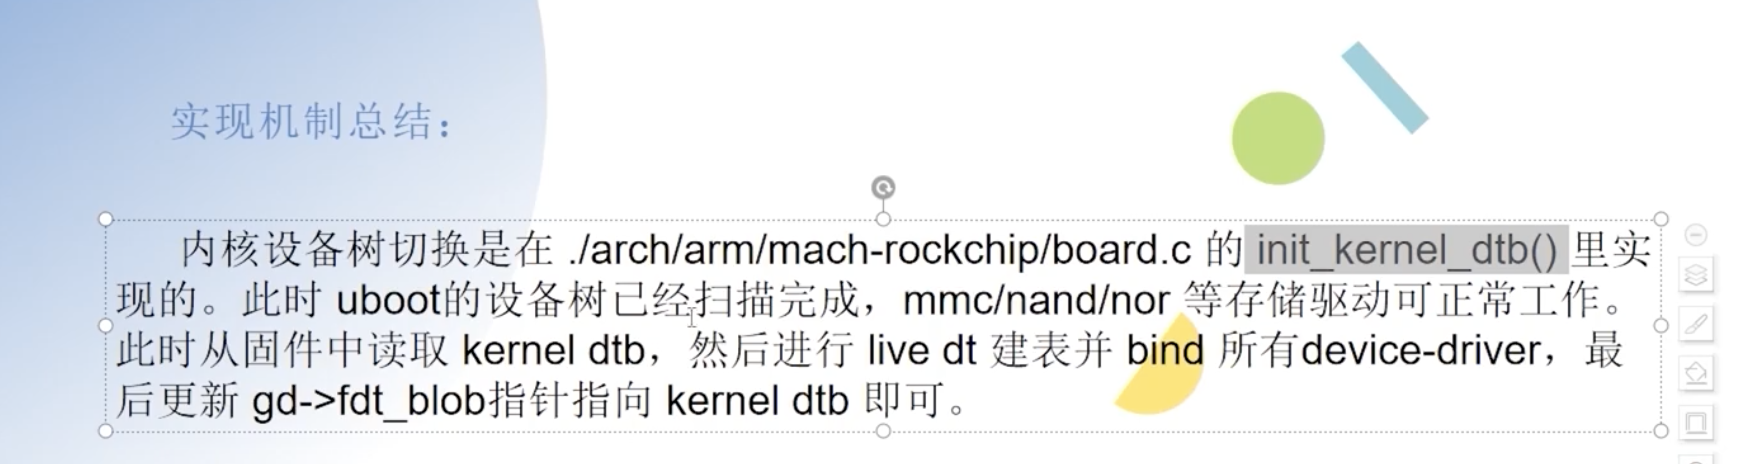 实现机制总结：
内核设备树切换是在 ./arch/arm/mach-rockchip/board.c 的 init_kernel_dtb() 里实
现的。此时 uboot的设备树已经扫描完成，mmc/nand/nor 等存储驱动可正常工作。
此时从固件中读取 kernel dtb，然后进行 live dt 建表并 bind 所有device-driver，最
后更新 gd->fdt_blob指针指向 kernel dtb 即可。